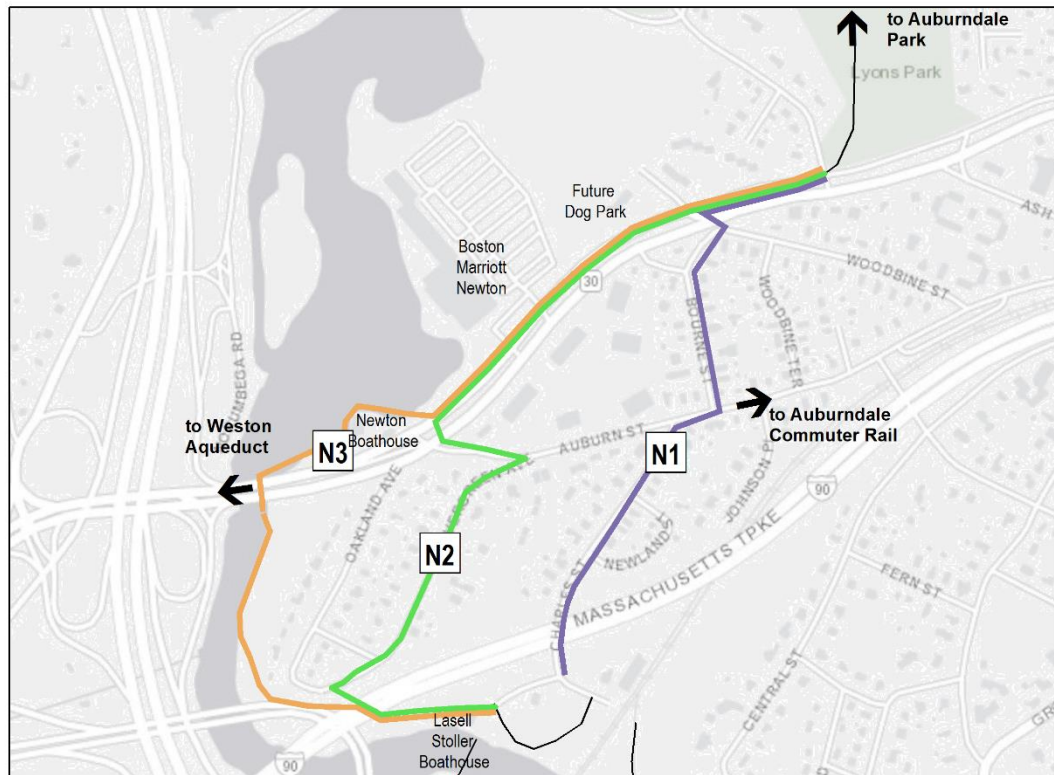 to Auburndale
Park
Lyons Park
Future
Dog Park
ASH
Boston
Marriott
Newton
30
WOODBINE ST
WOODBINE TER
BOURNE ST
to Auburndale
Commuter Rail
to Weston
Aqueduct
Newton
Boathouse
N3
AUBURN ST
N1
OAKLAND AVE
EVERGREEN AVE
JOHNSON PL
90
N2
NEWLAND ST
MASSACHUSETTS TPKE
CHARLES ST
FERN ST
CENTRAL ST
GR
Lasell
Stoller
Boathouse
90